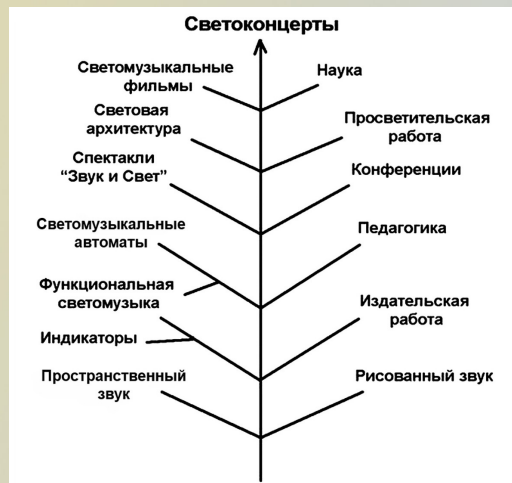 Светоконцерты
Светомузыкальные
фильмы
Наука
Световая
архитектура
Просветительская
работа
Спектакли
“Звук и Свет”
Конференции
Светомузыкальные
автоматы
Педагогика
Функциональная
светомузыка
Издательская
работа
Индикаторы
Пространственный
звук
Рисованный звук